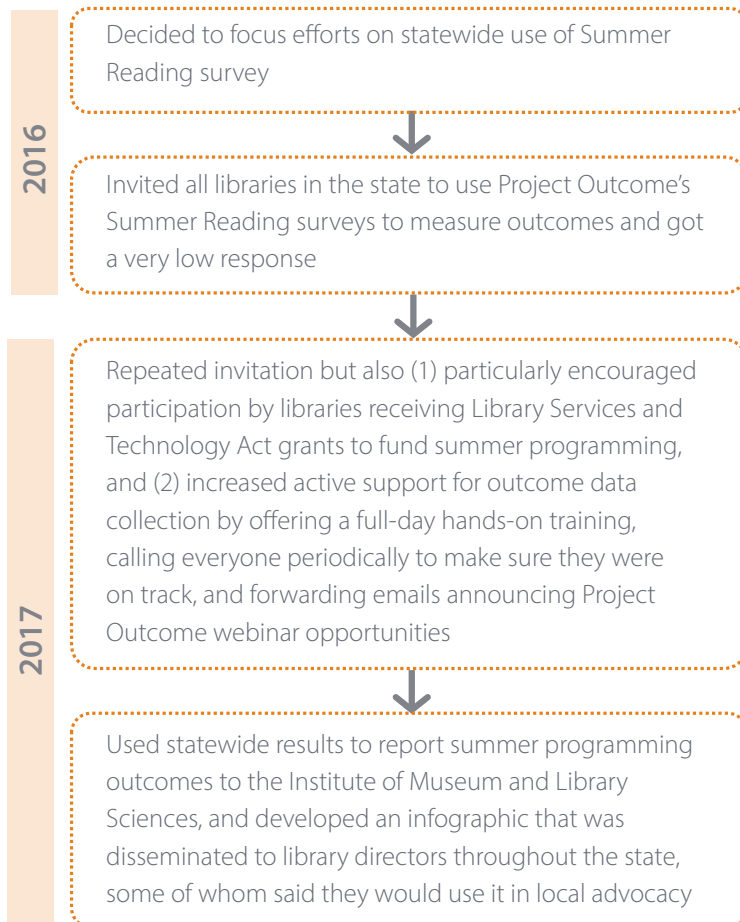 2016
Decided to focus efforts on statewide use of Summer
Reading survey
Invited all libraries in the state to use Project Outcome’s
Summer Reading surveys to measure outcomes and got
a very low response
2017
Repeated invitation but also (1) particularly encouraged
participation by libraries receiving Library Services and
Technology Act grants to fund summer programming,
and (2) increased active support for outcome data
collection by offering a full-day hands-on training,
calling everyone periodically to make sure they were
on track, and forwarding emails announcing Project
Outcome webinar opportunities
Used statewide results to report summer programming
outcomes to the Institute of Museum and Library
Sciences, and developed an infographic that was
disseminated to library directors throughout the state,
some of whom said they would use it in local advocacy